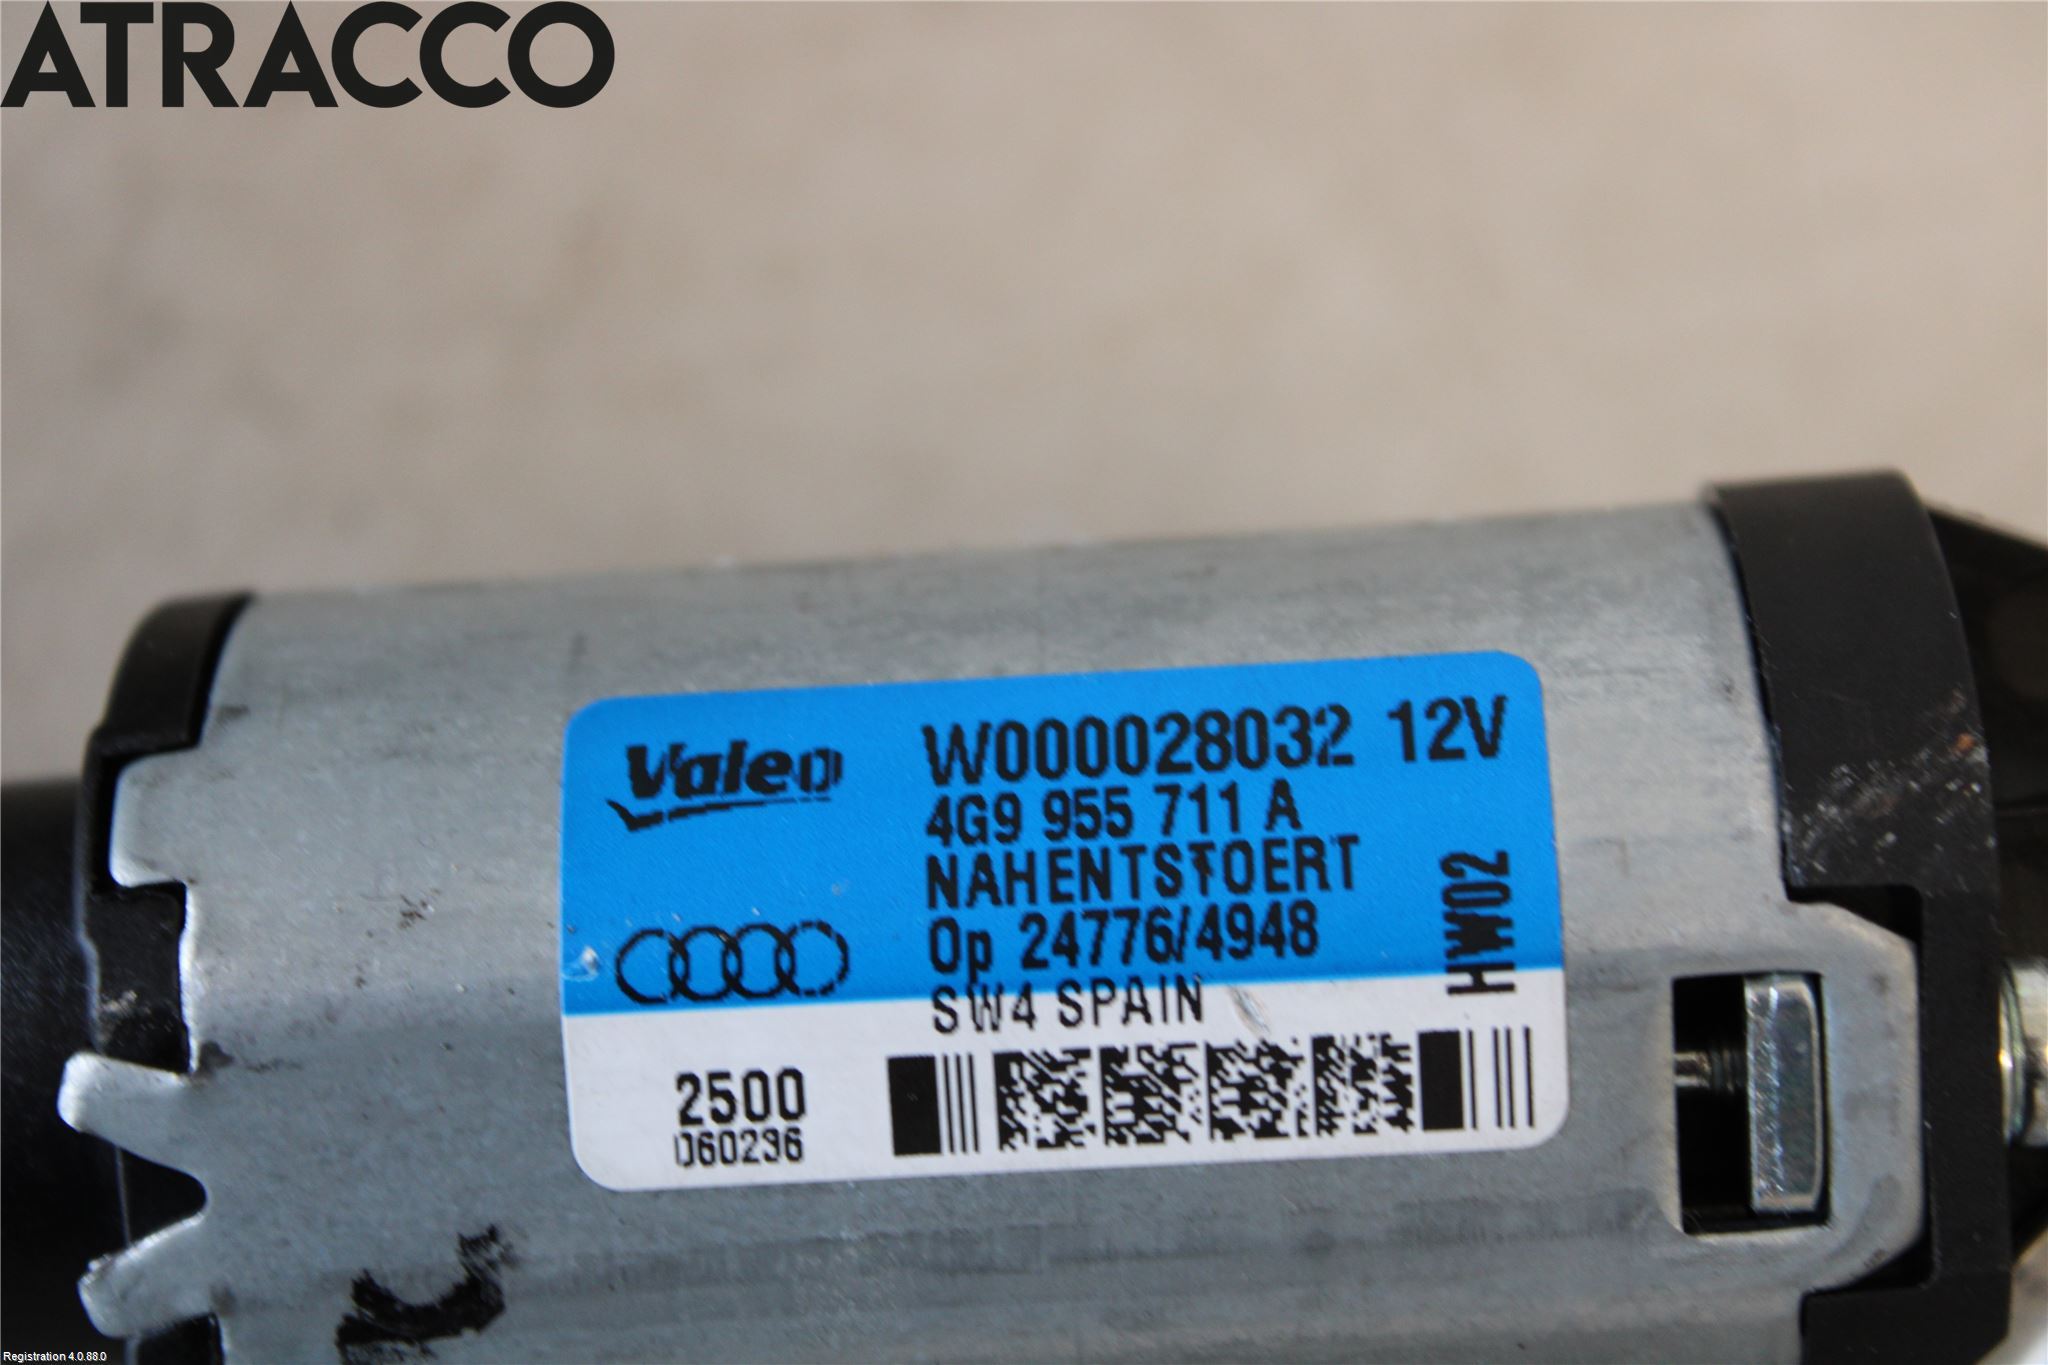 ATRACCO
Valeo
W000028032 12V
4G9 955 711 A
NAHENTSTOERT
Op 24776/4948
SW4 SPAIN
HW02
2500
060236
Registration 4.0.88.0